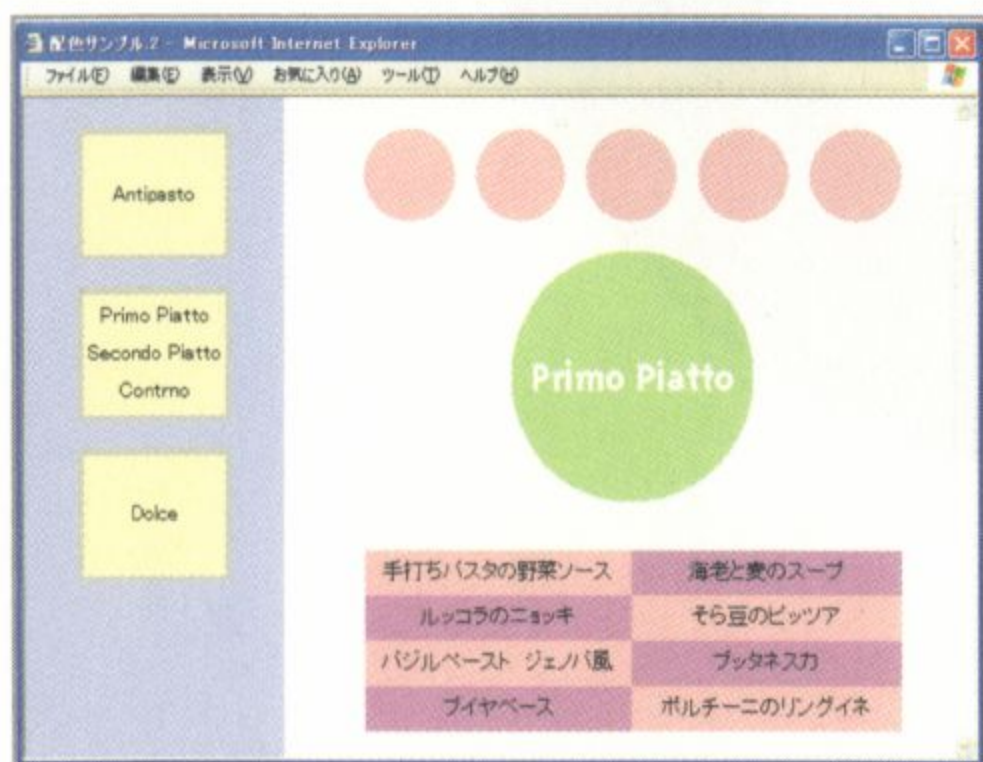 配色サンプル2 - Microsoft Internet Explorer
ファイル(F) 編集(E) 表示(V) お気に入り(A) ツール(T) ヘルプ(H)
Antipasto
Primo Piatto
Secondo Piatto
Contrno
Dolce
Primo Piatto
手打ちパスタの野菜ソース 海老と麦のスープ
ルッコラのニョッキ そら豆のピッツア
バジルペースト ジェノバ風 プッタネスカ
ブイヤベース ポルチーニのリングイネ